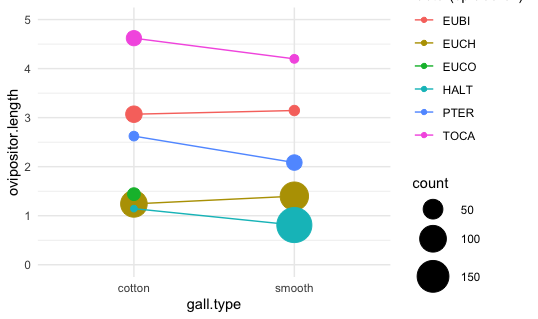 5
4
3
2
1
0
ovipositor.length
cotton
smooth
gall.type
EUBI
EUCH
EUCO
HALT
PTER
TOCA
count
50
100
150